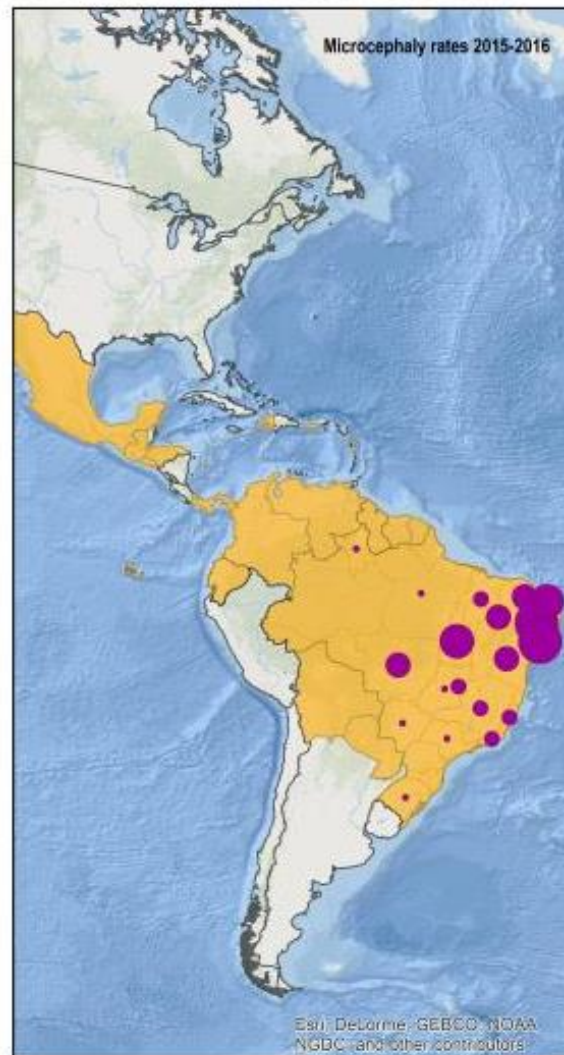 Microcephaly rates 2015-2016
Esri, DeLorme, GEBCO, NOAA
NGDC, and other contributors